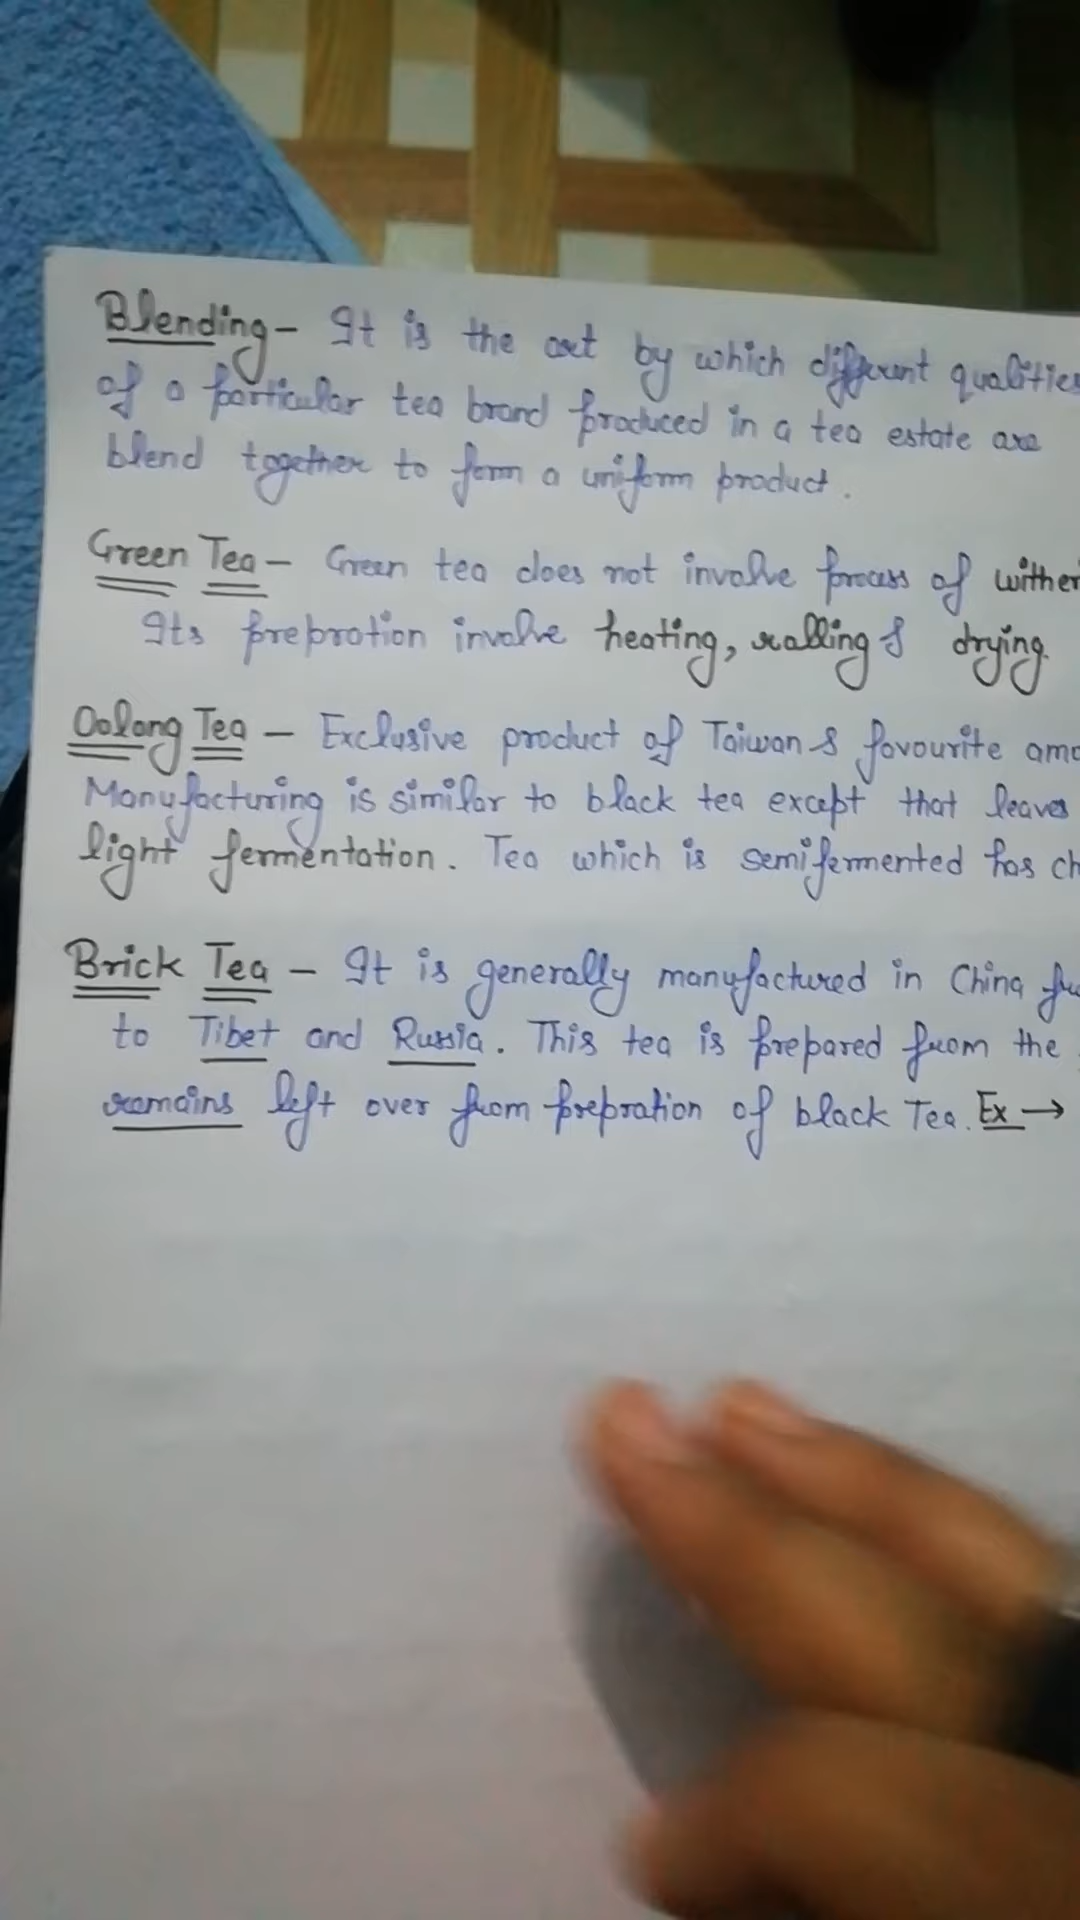 Blending - It is the art by which different qualities
of a particular tea brand produced in a tea estate are
blend together to form a uniform product.
Green Tea - Green tea does not involve process of wither
Its prepration involve heating, rolling & drying.
Oolong Tea - Exclusive product of Taiwan & favourite amo
Manufacturing is similar to black tea except that leaves
light fermentation. Tea which is semifermented has ch
Brick Tea - It is generally manufactured in China
to Tibet and Russia. This tea is prepared from the
remains left over from prepration of black Tea. Ex →